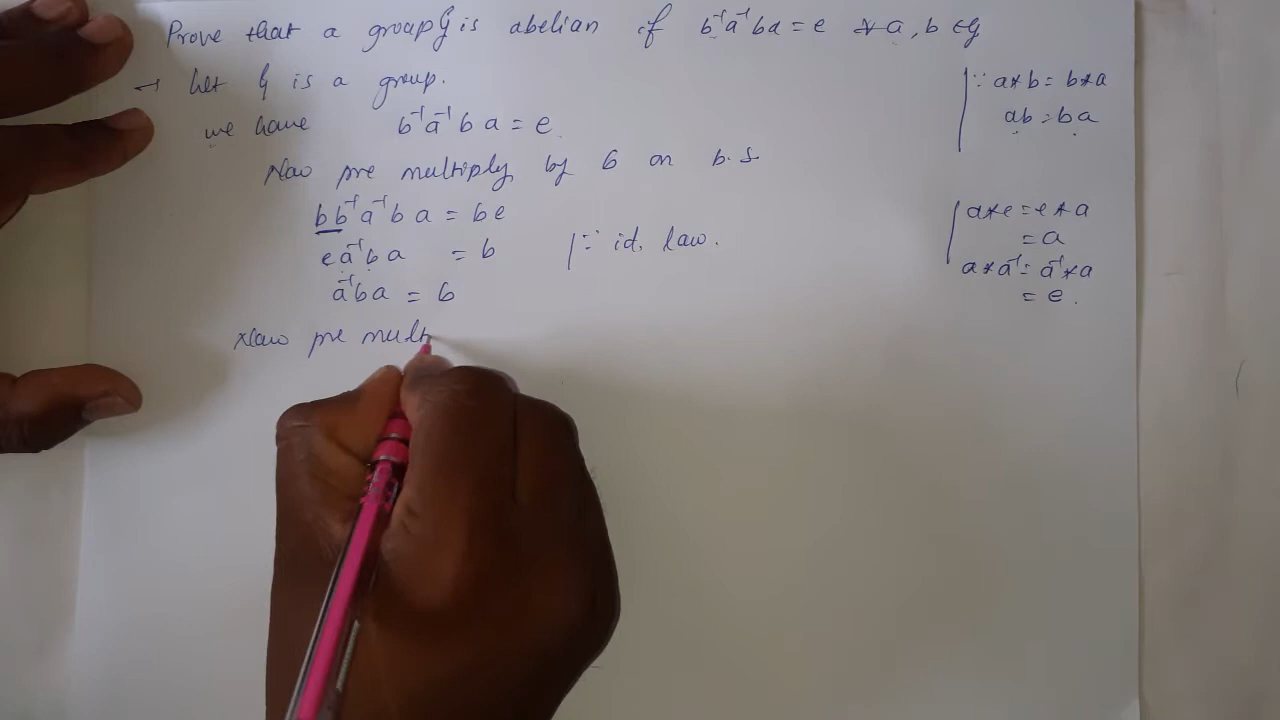 Prove that a group G is abelian if b⁻¹a⁻¹ba = e ∀ a, b ∈ G
→ Let G is a group.
we have b⁻¹a⁻¹ba = e.
Now pre multiply by b on b.s
bb⁻¹a⁻¹ba = be
ea⁻¹ba = b |∵ id. law.
a⁻¹ba = b
Now pre mult
∵ a*b = b*a
ab = ba
a*e = e*a
= a
a*a⁻¹ = a⁻¹*a
= e.